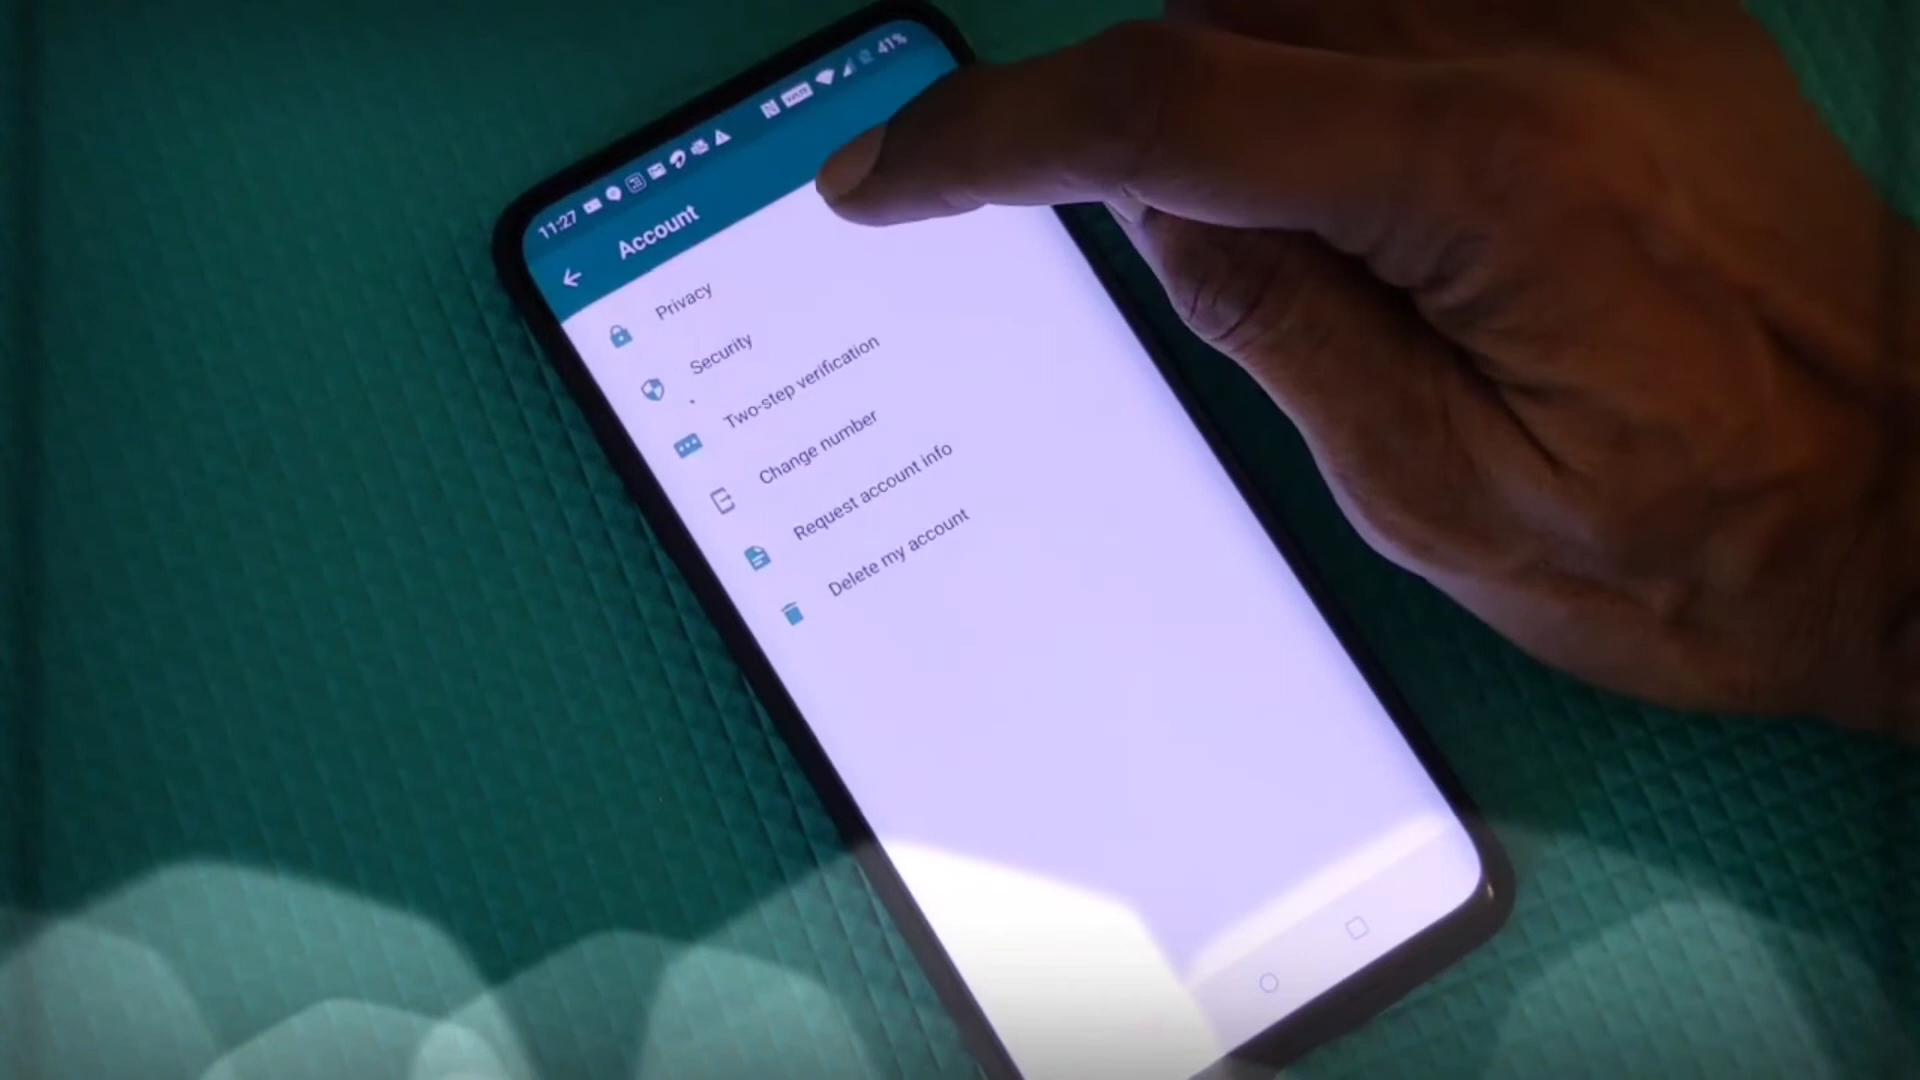 11:27 41%
Account
Privacy
Security
Two-step verification
Change number
Request account info
Delete my account